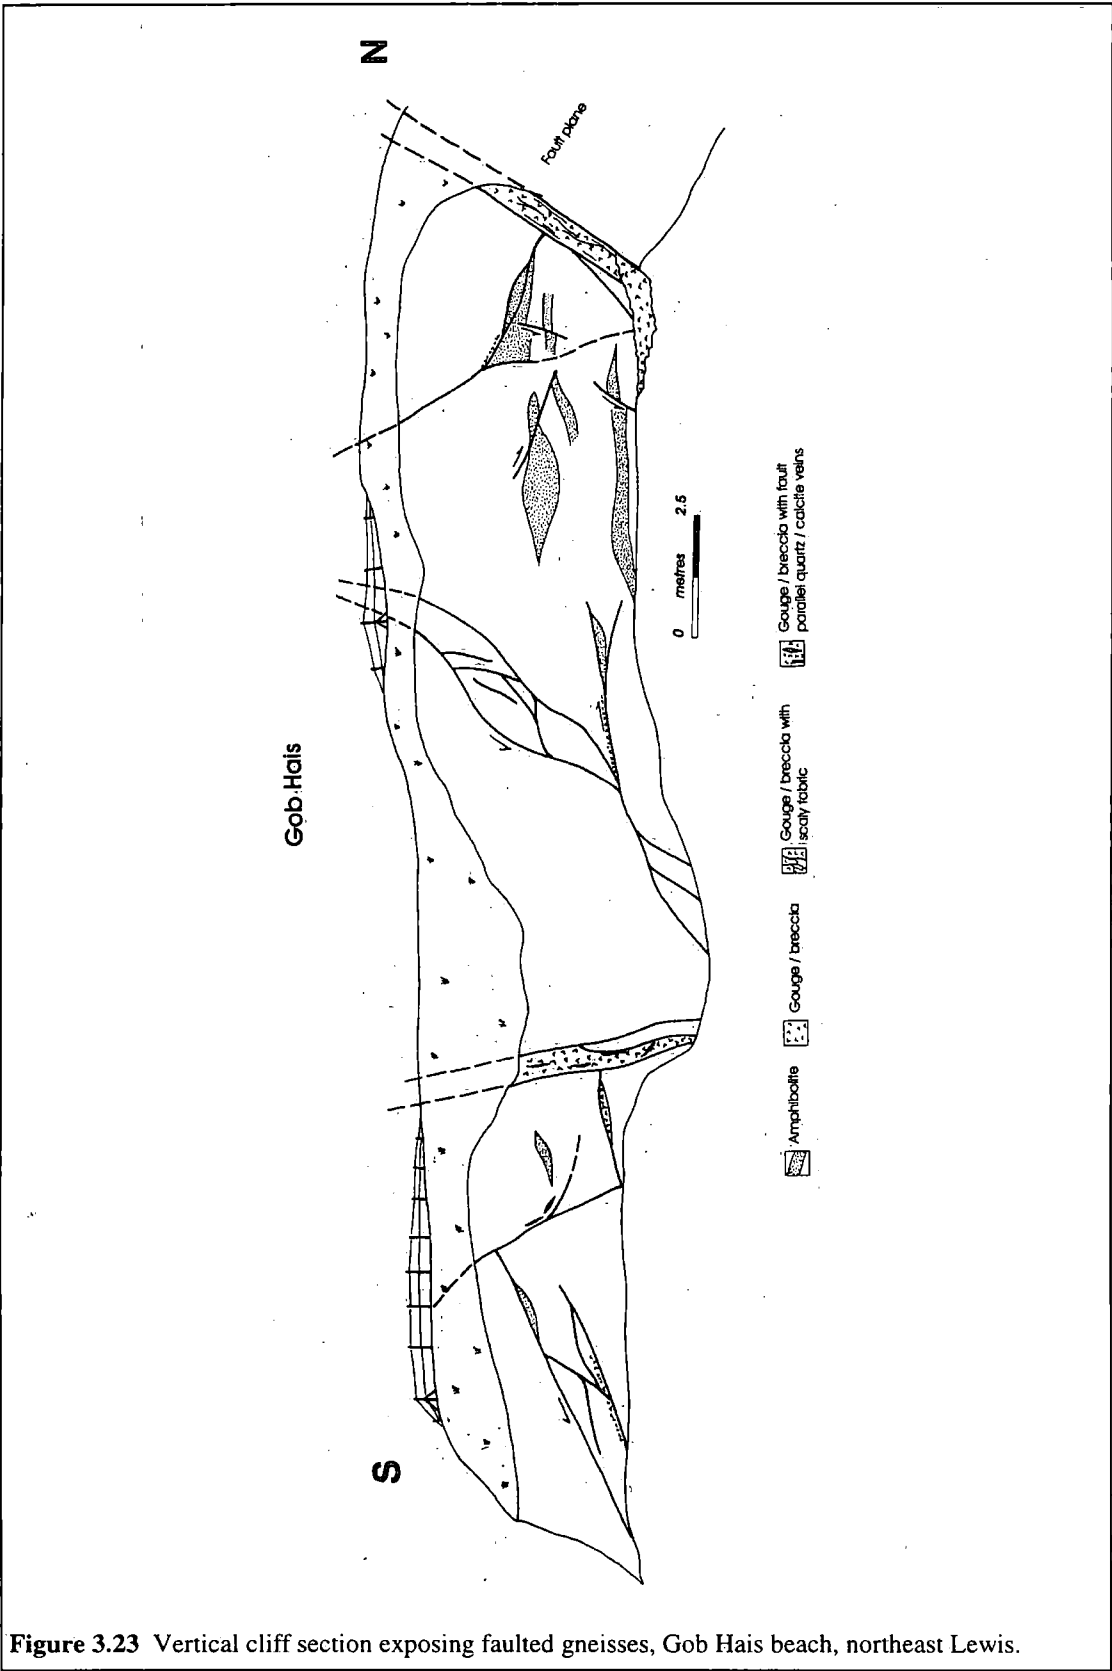 Gob Hais
S
N
Fault plane
0 metres 2.5
Amphibolite
Gouge / breccia
Gouge / breccia with
scaly fabric
Gouge / breccia with fault
parallel quartz / calcite veins
Figure 3.23 Vertical cliff section exposing faulted gneisses, Gob Hais beach, northeast Lewis.